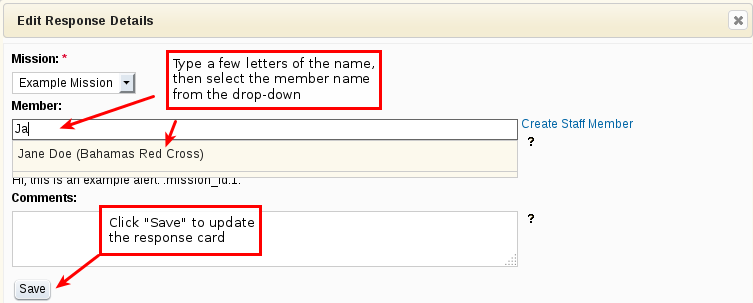 Edit Response Details
Mission: *
Example Mission
Type a few letters of the name,
then select the member name
from the drop-down
Member:
Ja
Create Staff Member
?
Jane Doe (Bahamas Red Cross)
Hi, this is an example alert. :mission_id:1:
Comments:
?
Click "Save" to update
the response card
Save